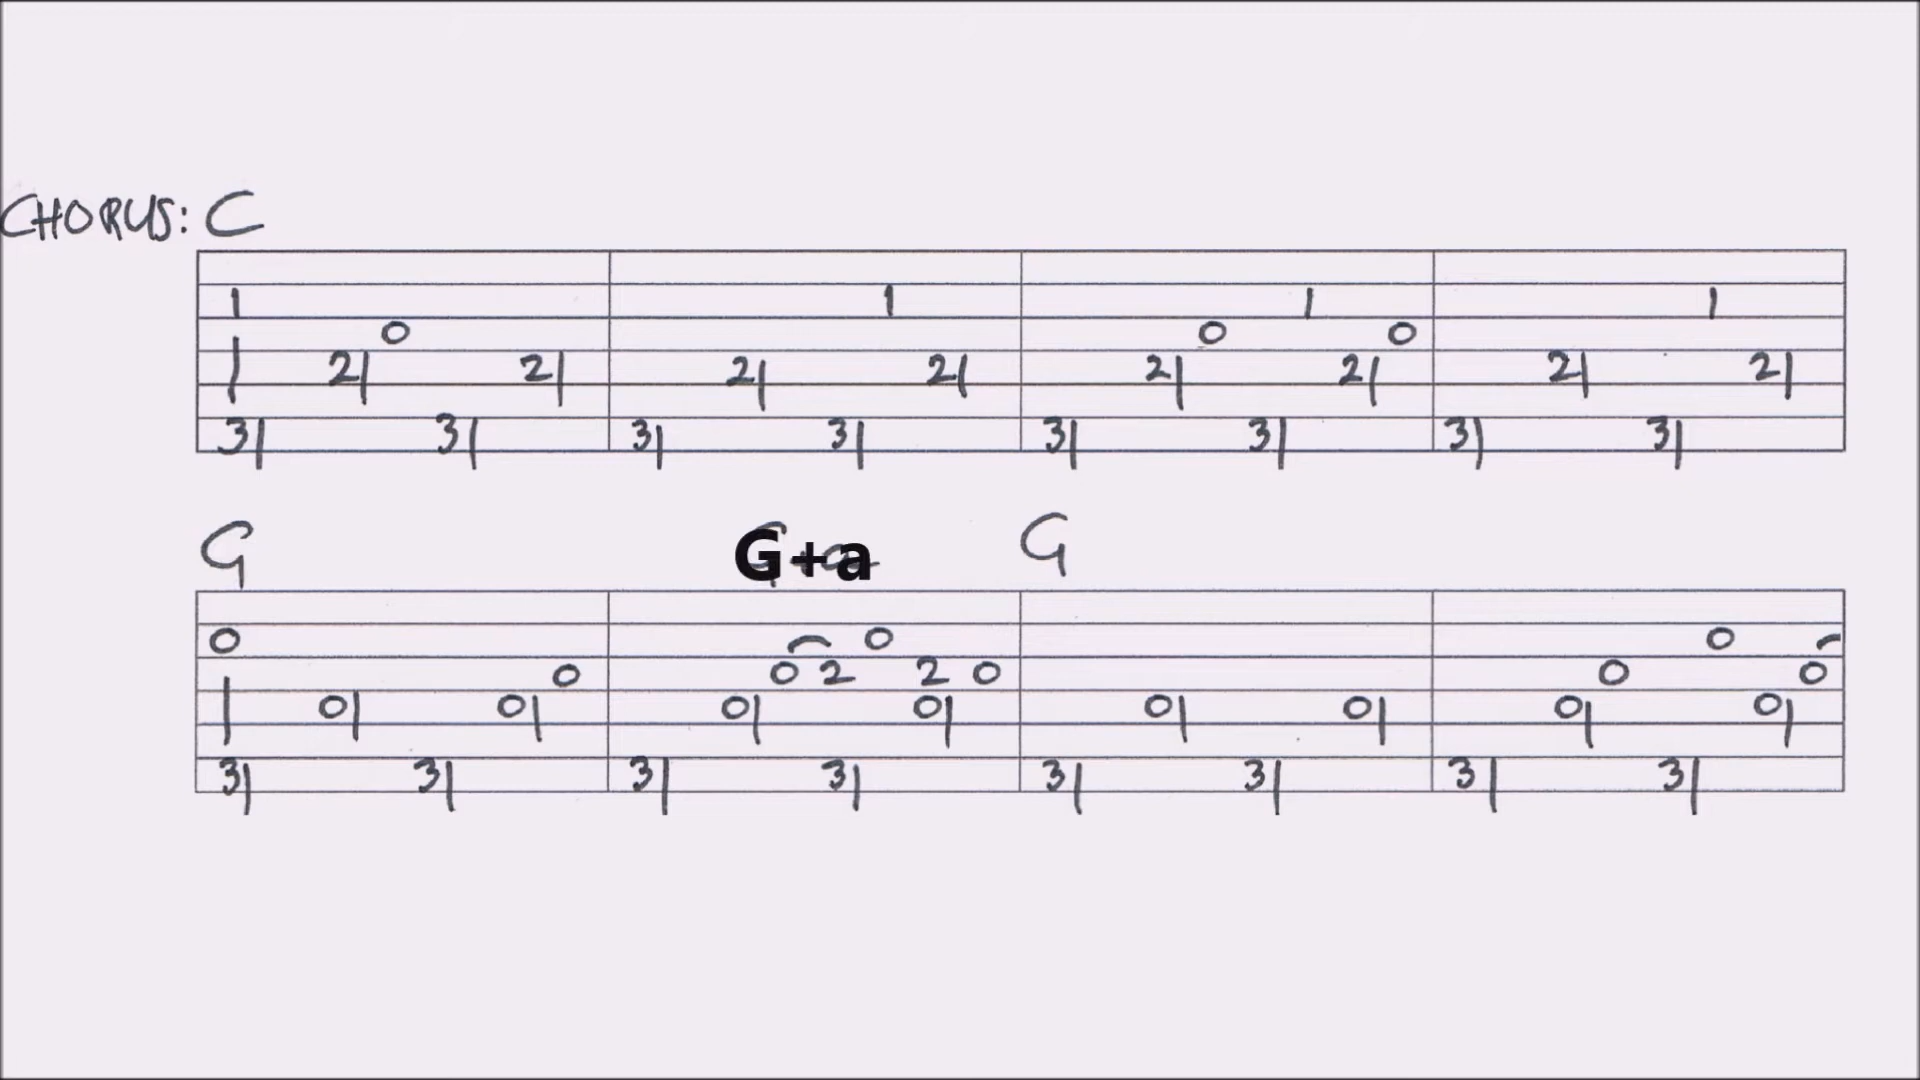 CHORUS: C
1 1 1 1
0 0 0
2 2 2 2 2 2 2 2
3 3 3 3 3 3 3 3
G G+a G
0 0 0
0 0 2 2 0 0 0
0 0 0 0 0 0 0 0
3 3 3 3 3 3 3 3